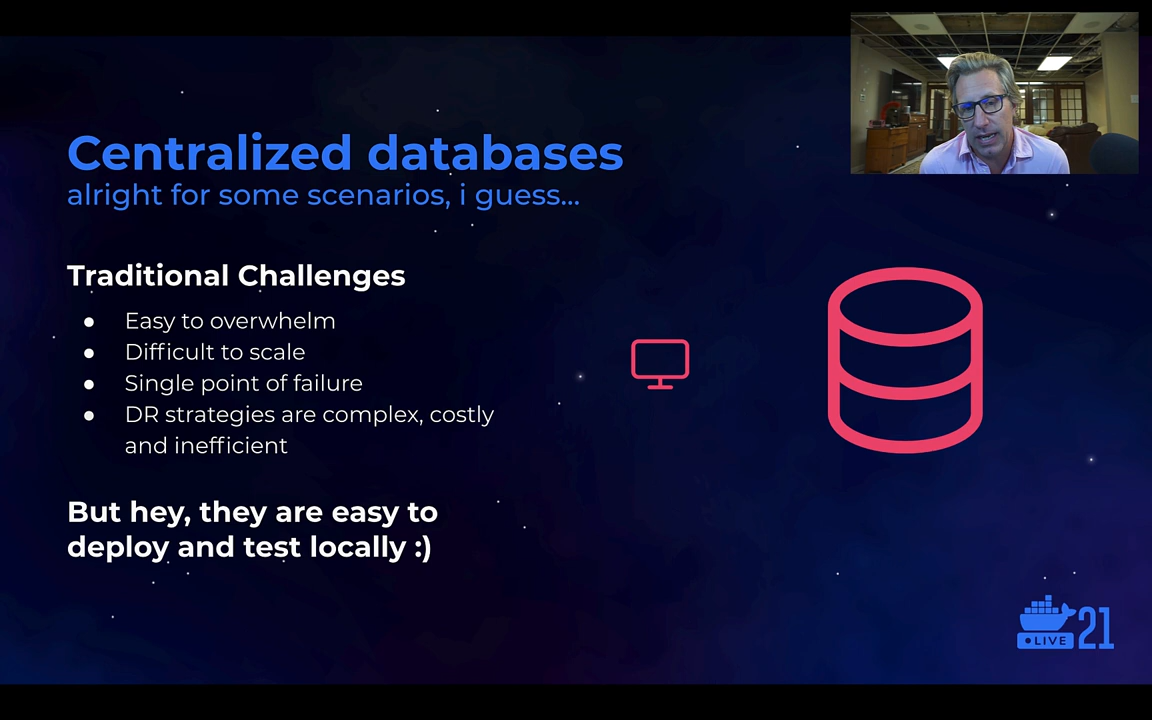 Centralized databases
alright for some scenarios, i guess...
Traditional Challenges
● Easy to overwhelm
● Difficult to scale
● Single point of failure
● DR strategies are complex, costly
and inefficient
But hey, they are easy to
deploy and test locally :)
LIVE 21